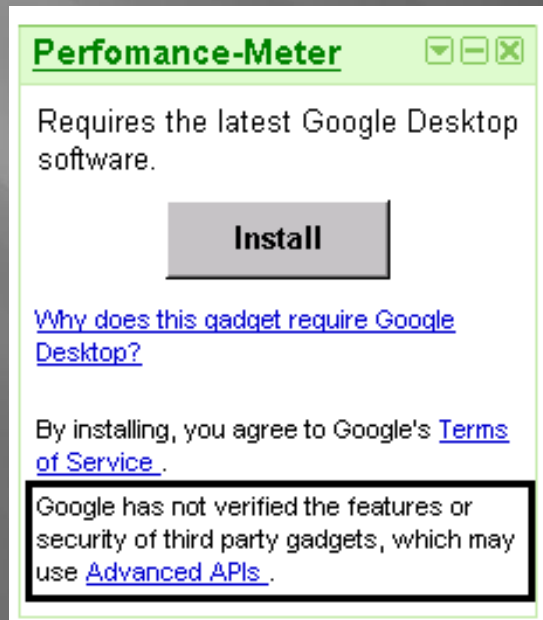 Perfomance-Meter
Requires the latest Google Desktop
software.
Install
Why does this gadget require Google
Desktop?
By installing, you agree to Google's Terms
of Service .
Google has not verified the features or
security of third party gadgets, which may
use Advanced APIs .